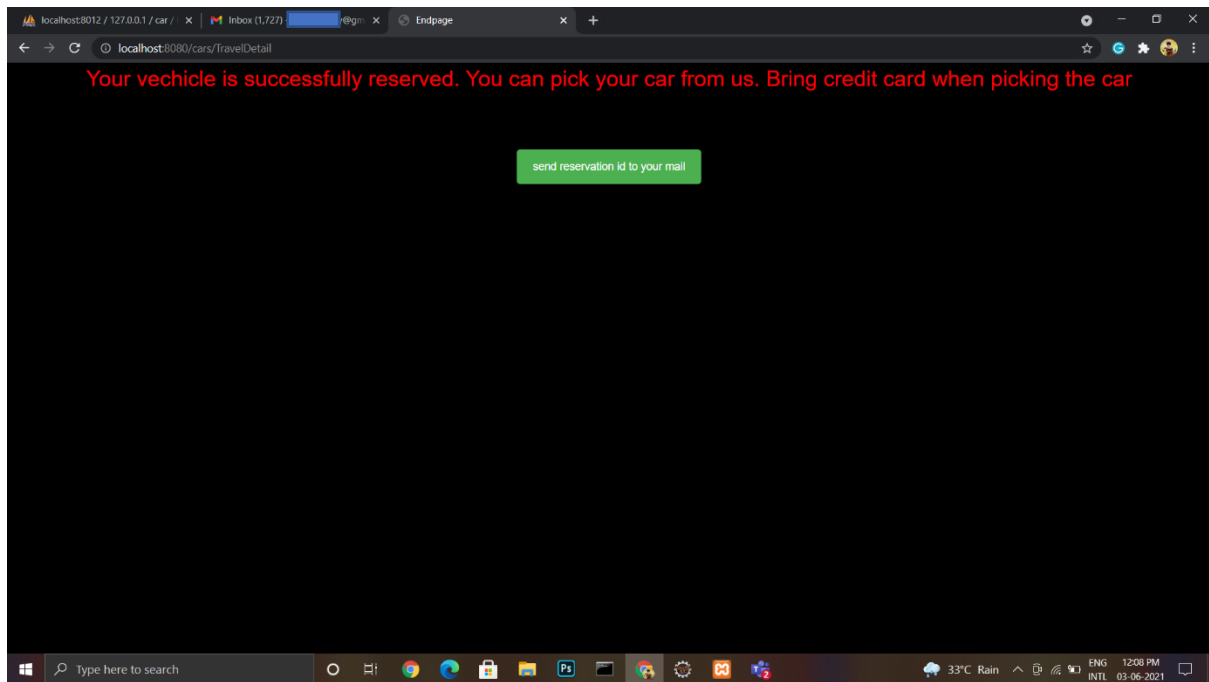 localhost:8012 / 127.0.0.1 / car /
Inbox (1,727)
@gm
Endpage
localhost:8080/cars/TravelDetail
Your vechicle is successfully reserved. You can pick your car from us. Bring credit card when picking the car
send reservation id to your mail
Type here to search
Ps
33°C Rain
ENG
INTL
12:08 PM
03-06-2021